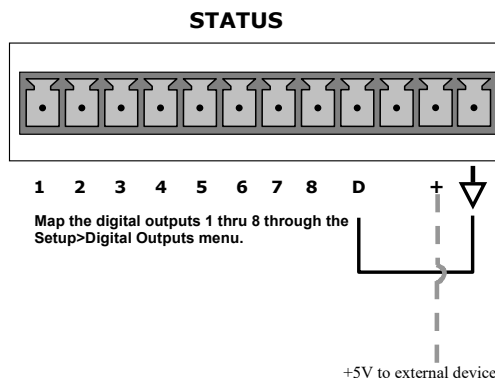 STATUS
1 2 3 4 5 6 7 8 D +
Map the digital outputs 1 thru 8 through the
Setup>Digital Outputs menu.
+5V to external device